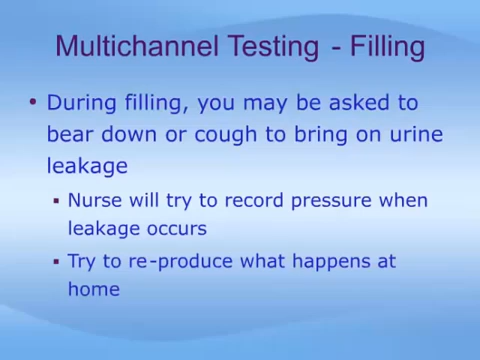 Multichannel Testing - Filling
• During filling, you may be asked to
bear down or cough to bring on urine
leakage
▪ Nurse will try to record pressure when
leakage occurs
▪ Try to re-produce what happens at
home